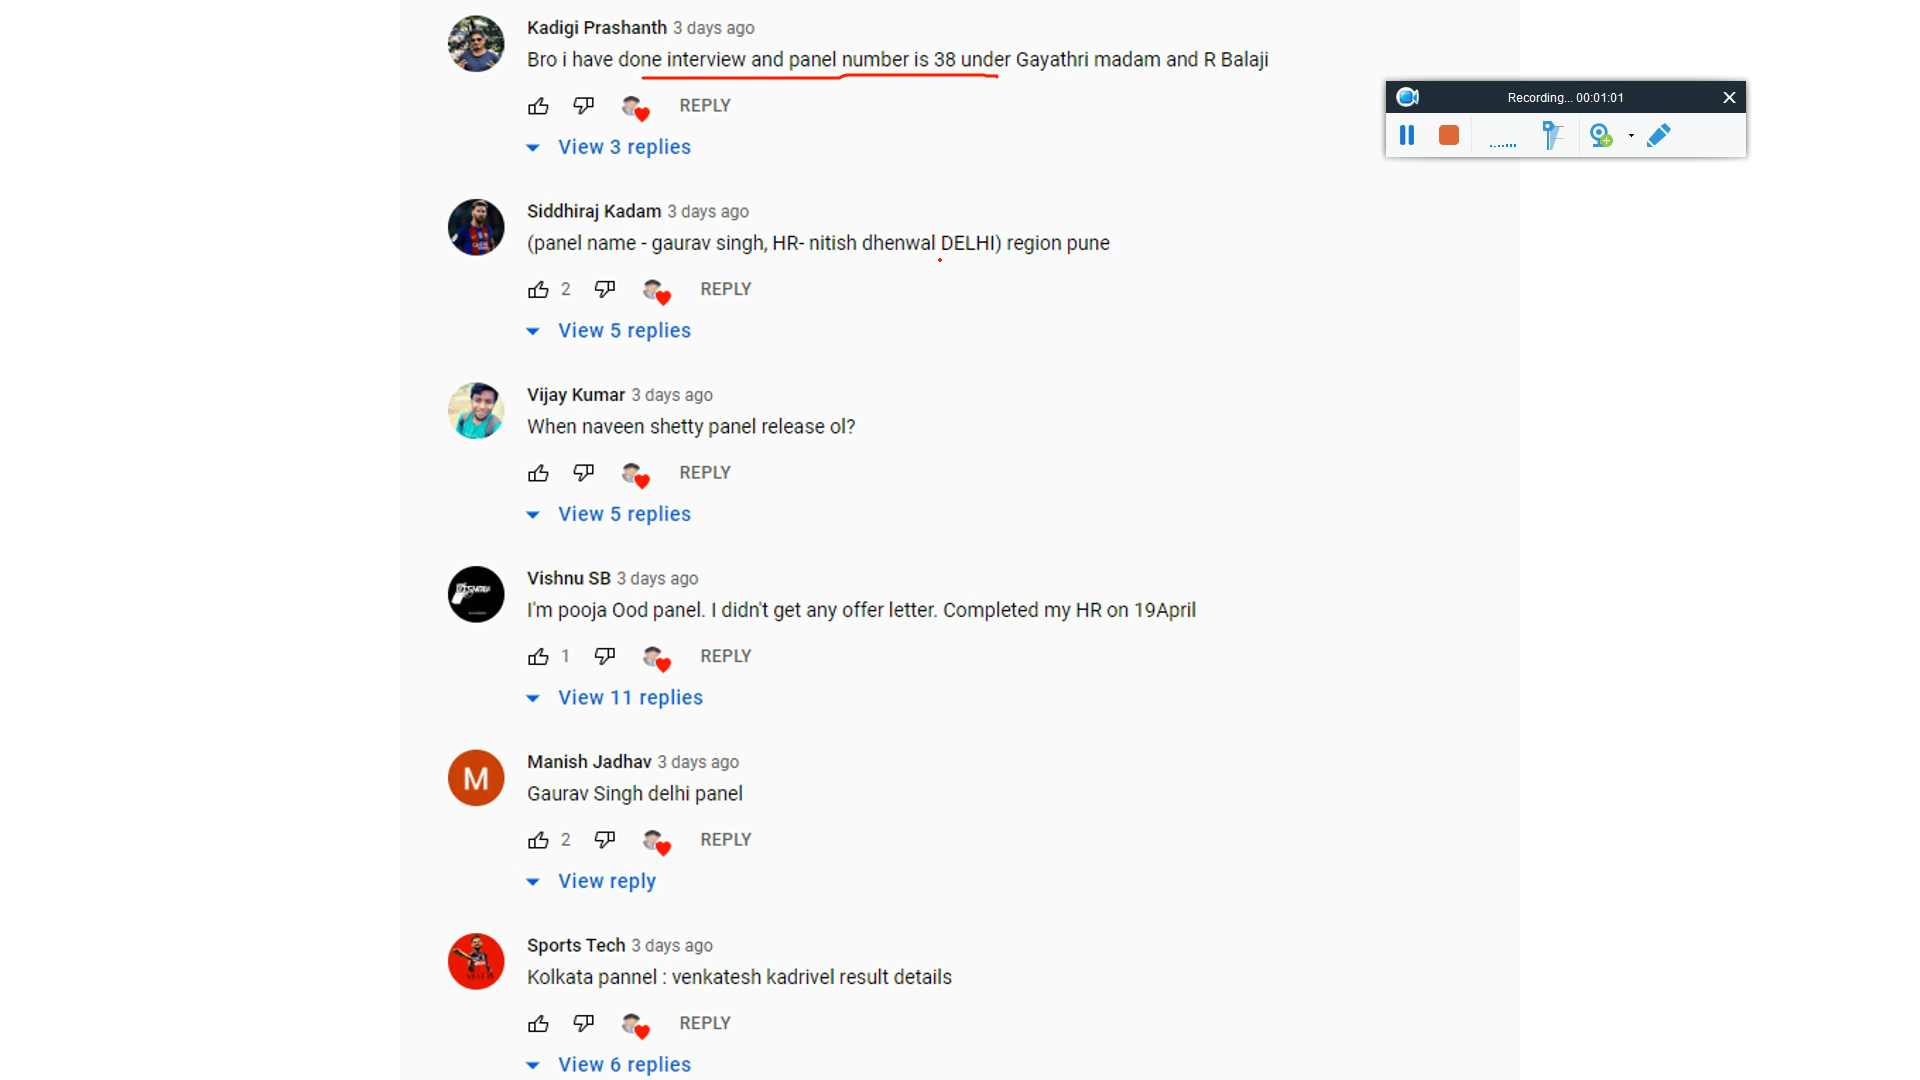 Kadigi Prashanth 3 days ago
Bro i have done interview and panel number is 38 under Gayathri madam and R Balaji
REPLY
View 3 replies
Recording... 00:01:01
Siddhiraj Kadam 3 days ago
(panel name - gaurav singh, HR- nitish dhenwal DELHI) region pune
2 REPLY
View 5 replies
Vijay Kumar 3 days ago
When naveen shetty panel release ol?
REPLY
View 5 replies
Vishnu SB 3 days ago
I'm pooja Ood panel. I didn't get any offer letter. Completed my HR on 19April
1 REPLY
View 11 replies
M
Manish Jadhav 3 days ago
Gaurav Singh delhi panel
2 REPLY
View reply
Sports Tech 3 days ago
Kolkata pannel : venkatesh kadrivel result details
REPLY
View 6 replies